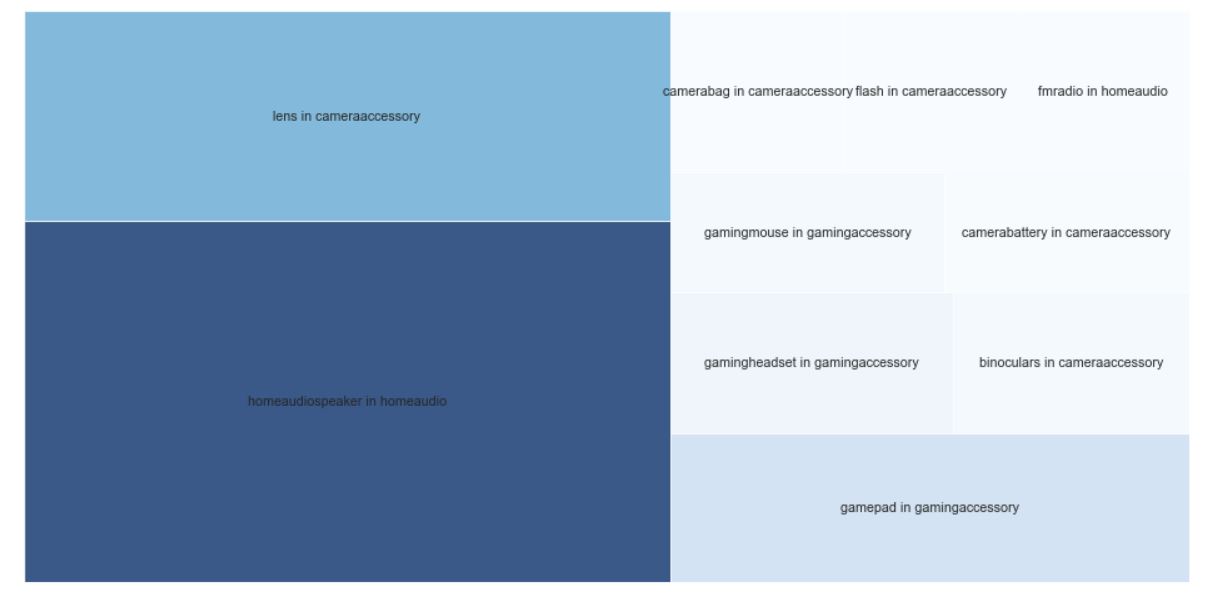 lens in cameraaccessory
homeaudiospeaker in homeaudio
camerabag in cameraaccessory
flash in cameraaccessory
fmradio in homeaudio
gamingmouse in gamingaccessory
camerabattery in cameraaccessory
gamingheadset in gamingaccessory
binoculars in cameraaccessory
gamepad in gamingaccessory